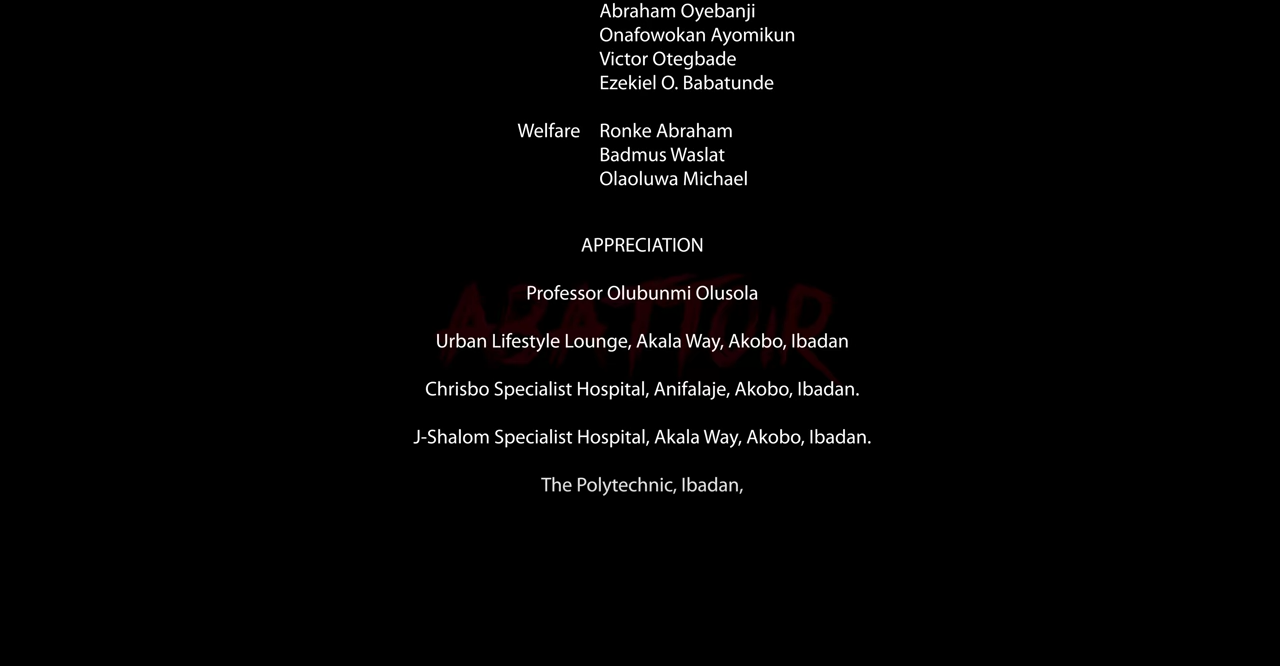 Abraham Oyebanji
Onafowokan Ayomikun
Victor Otegbade
Ezekiel O. Babatunde
Welfare Ronke Abraham
Badmus Waslat
Olaoluwa Michael
APPRECIATION
Professor Olubunmi Olusola
ABATTOIR
Urban Lifestyle Lounge, Akala Way, Akobo, Ibadan
Chrisbo Specialist Hospital, Anifalaje, Akobo, Ibadan.
J-Shalom Specialist Hospital, Akala Way, Akobo, Ibadan.
The Polytechnic, Ibadan,